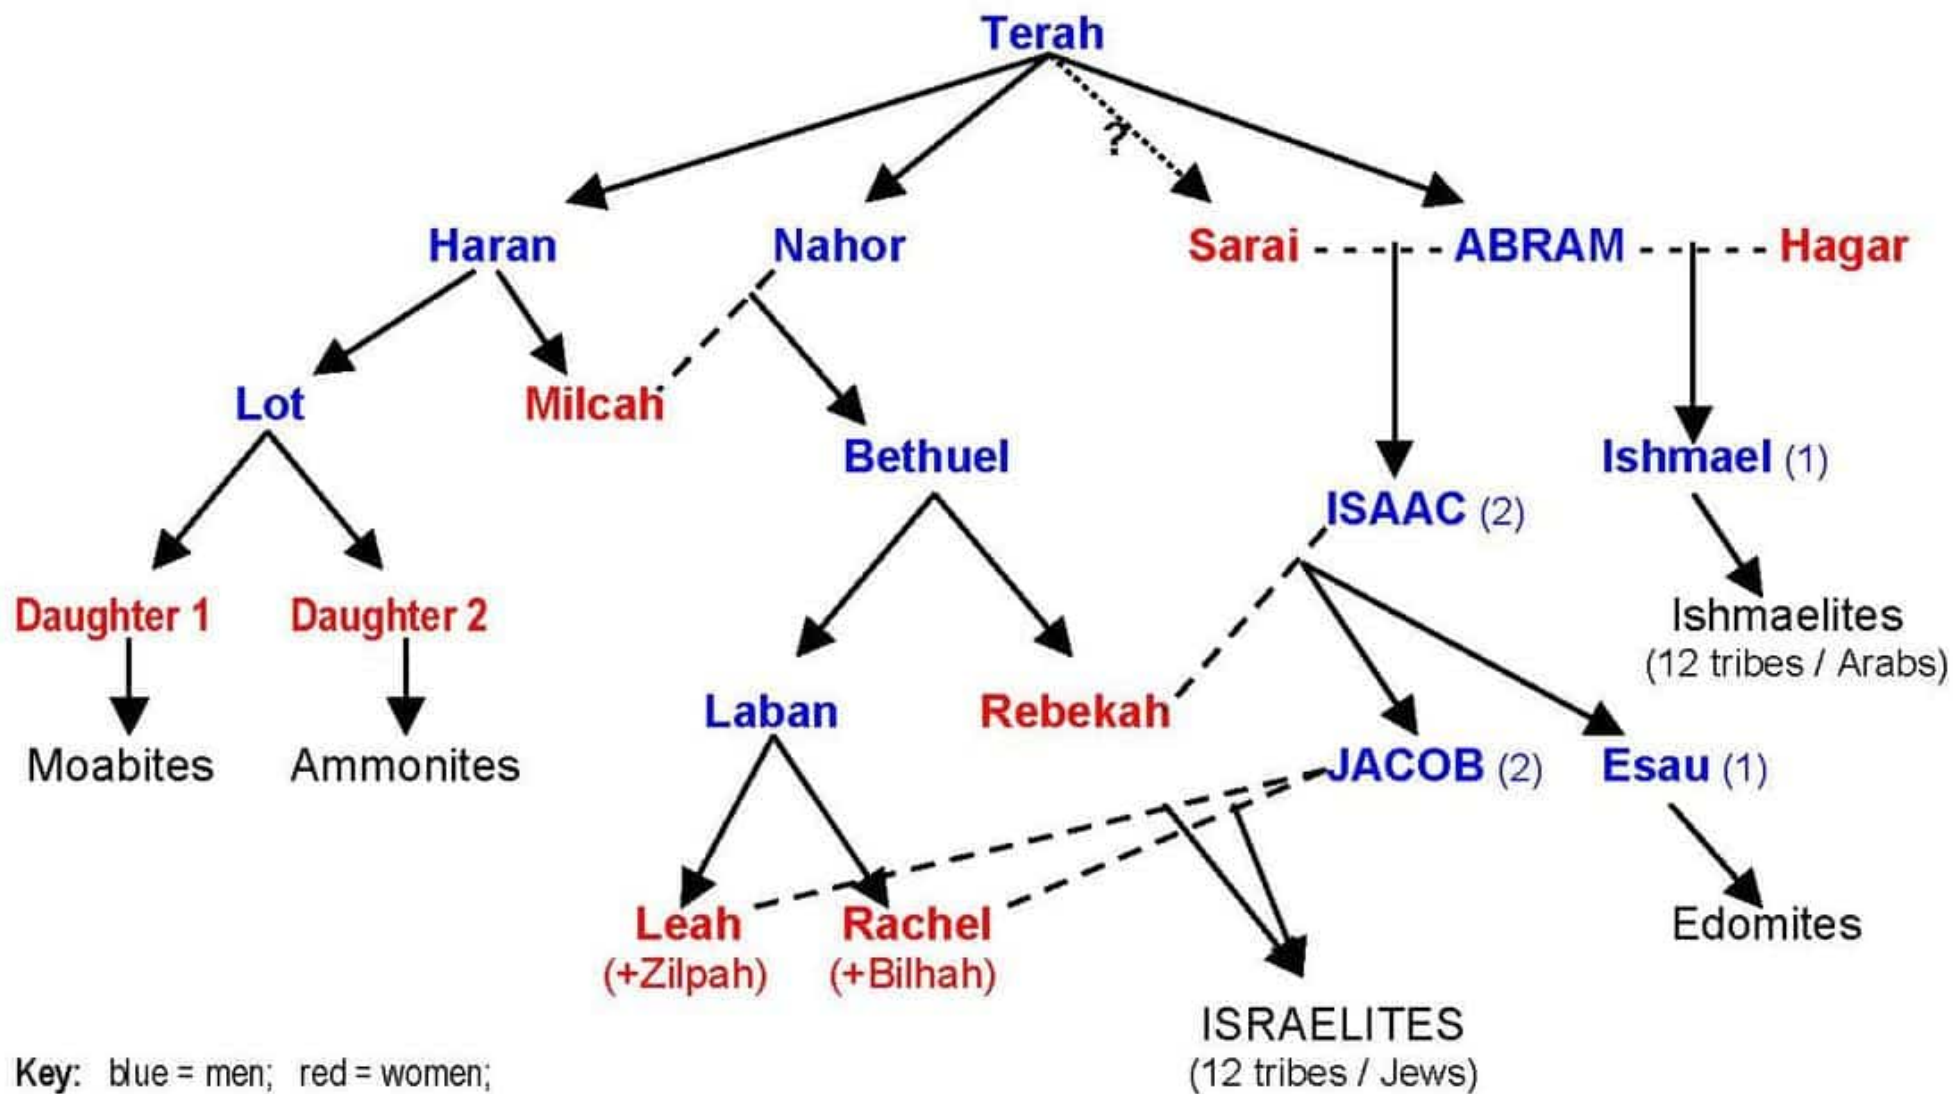 Terah
?
Haran Nahor Sarai ABRAM Hagar
Lot Milcah
Bethuel Ishmael (1)
ISAAC (2)
Daughter 1 Daughter 2 Ishmaelites
(12 tribes / Arabs)
Laban Rebekah
Moabites Ammonites JACOB (2) Esau (1)
Leah Rachel Edomites
(+Zilpah) (+Bilhah)
ISRAELITES
(12 tribes / Jews)
Key: blue = men; red = women;